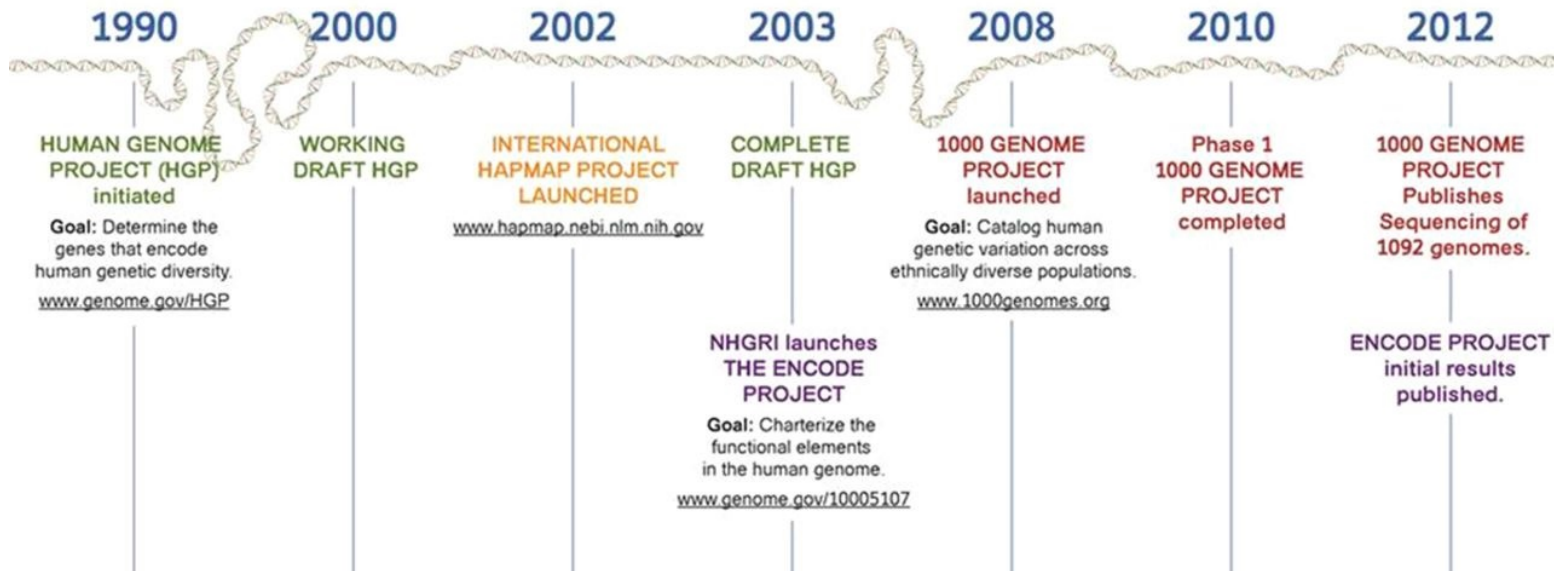 1990
2000
2002
2003
2008
2010
2012
HUMAN GENOME
PROJECT (HGP)
initiated
Goal: Determine the
genes that encode
human genetic diversity.
www.genome.gov/HGP
WORKING
DRAFT HGP
INTERNATIONAL
HAPMAP PROJECT
LAUNCHED
www.hapmap.nebi.nlm.nih.gov
COMPLETE
DRAFT HGP
NHGRI launches
THE ENCODE
PROJECT
Goal: Charterize the
functional elements
in the human genome.
www.genome.gov/10005107
1000 GENOME
PROJECT
launched
Goal: Catalog human
genetic variation across
ethnically diverse populations.
www.1000genomes.org
Phase 1
1000 GENOME
PROJECT
completed
1000 GENOME
PROJECT
Publishes
Sequencing of
1092 genomes.
ENCODE PROJECT
initial results
published.